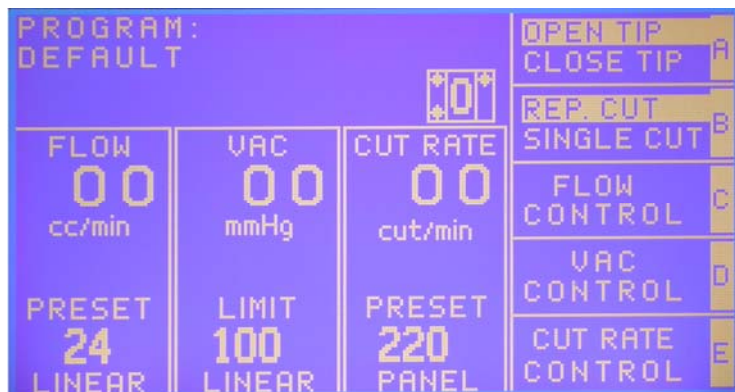 PROGRAM:
DEFAULT
0
FLOW
00
cc/min
PRESET
24
LINEAR
VAC
00
mmHg
LIMIT
100
LINEAR
CUT RATE
00
cut/min
PRESET
220
PANEL
OPEN TIP
CLOSE TIP
A
REP. CUT
SINGLE CUT
B
FLOW
CONTROL
C
VAC
CONTROL
D
CUT RATE
CONTROL
E